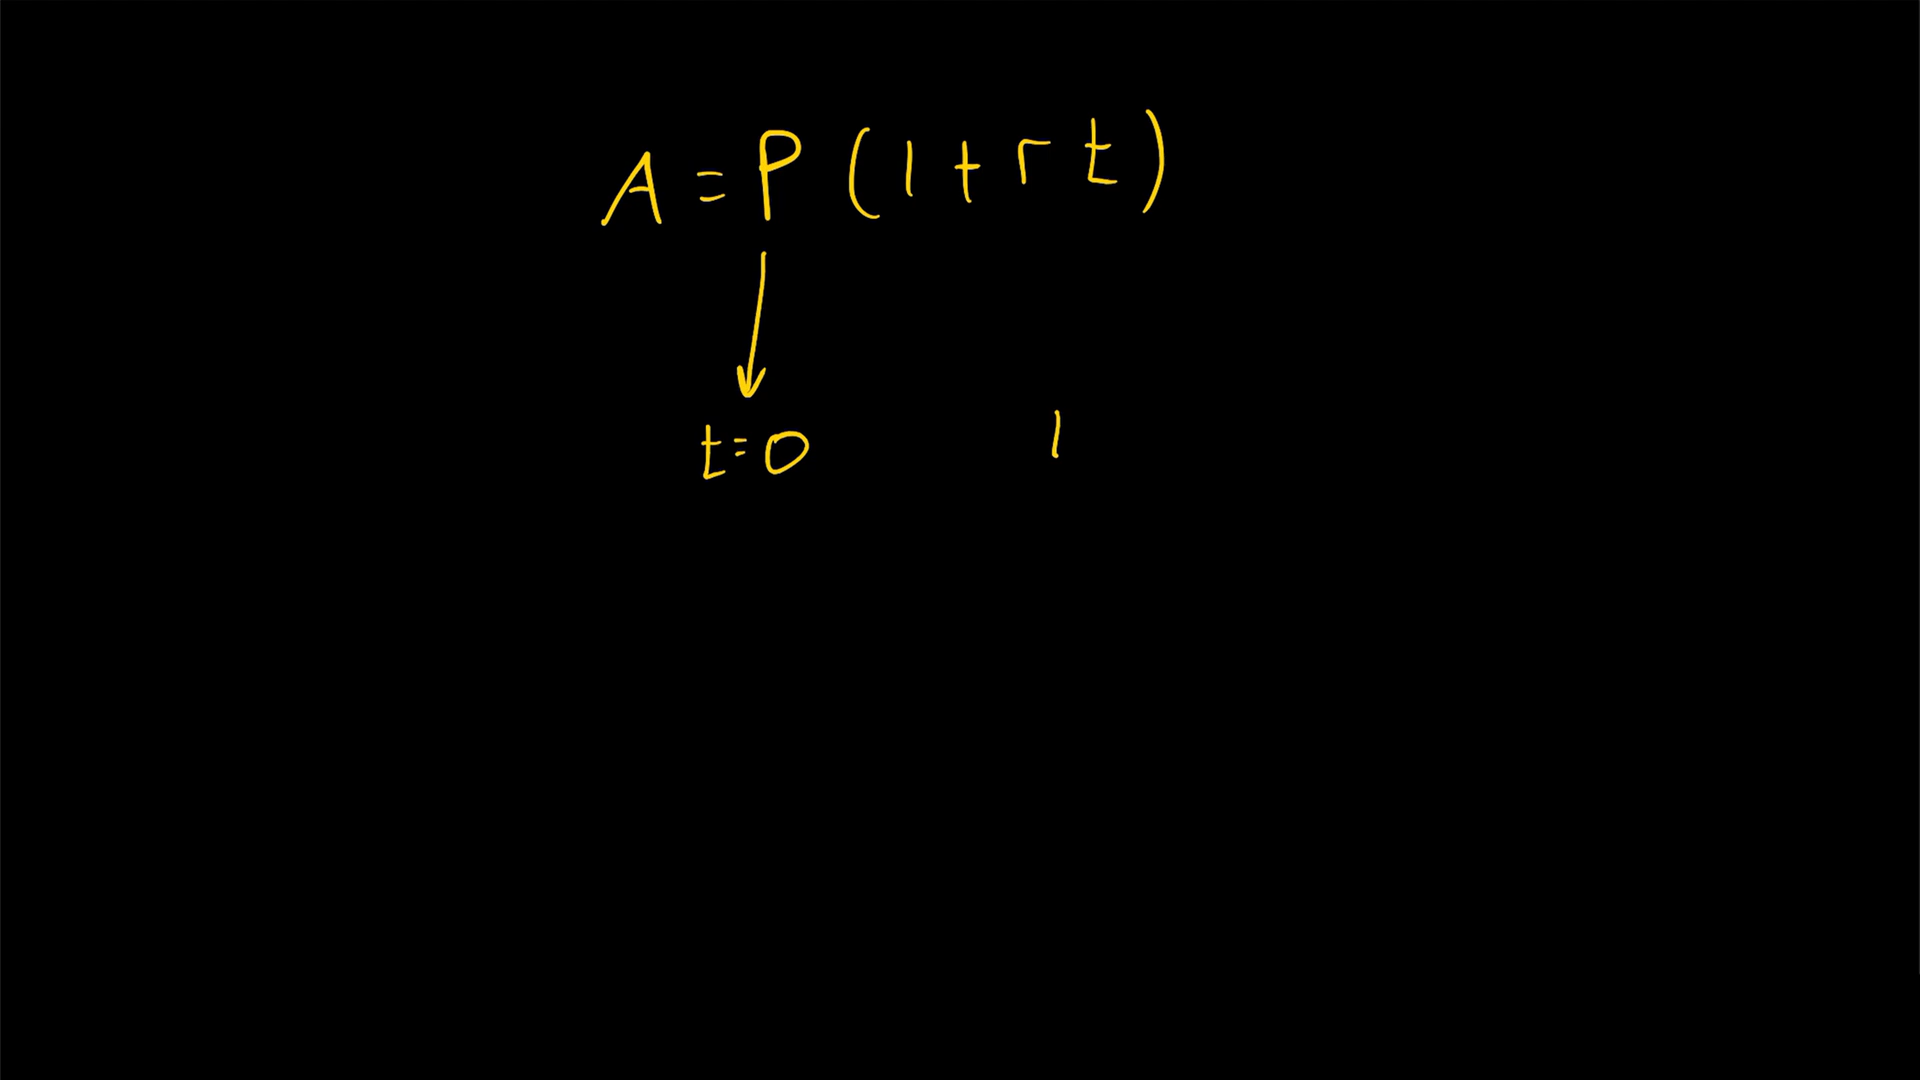 A = P (1 + r t)
t = 0 1